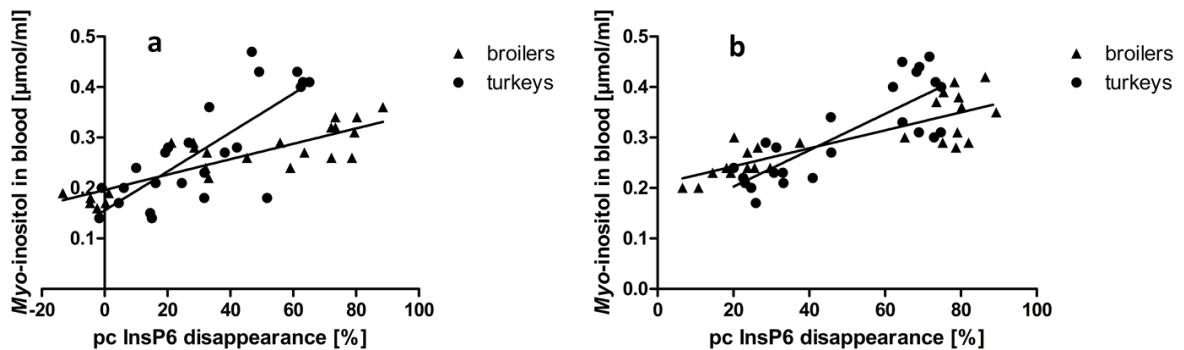 a
Myo-inositol in blood [µmol/ml]
0.5
0.4
0.3
0.2
0.1
-20 0 20 40 60 80 100
pc InsP6 disappearance [%]
▲ broilers
● turkeys
b
Myo-inositol in blood [µmol/ml]
0.5
0.4
0.3
0.2
0.1
0.0
0 20 40 60 80 100
pc InsP6 disappearance [%]
▲ broilers
● turkeys